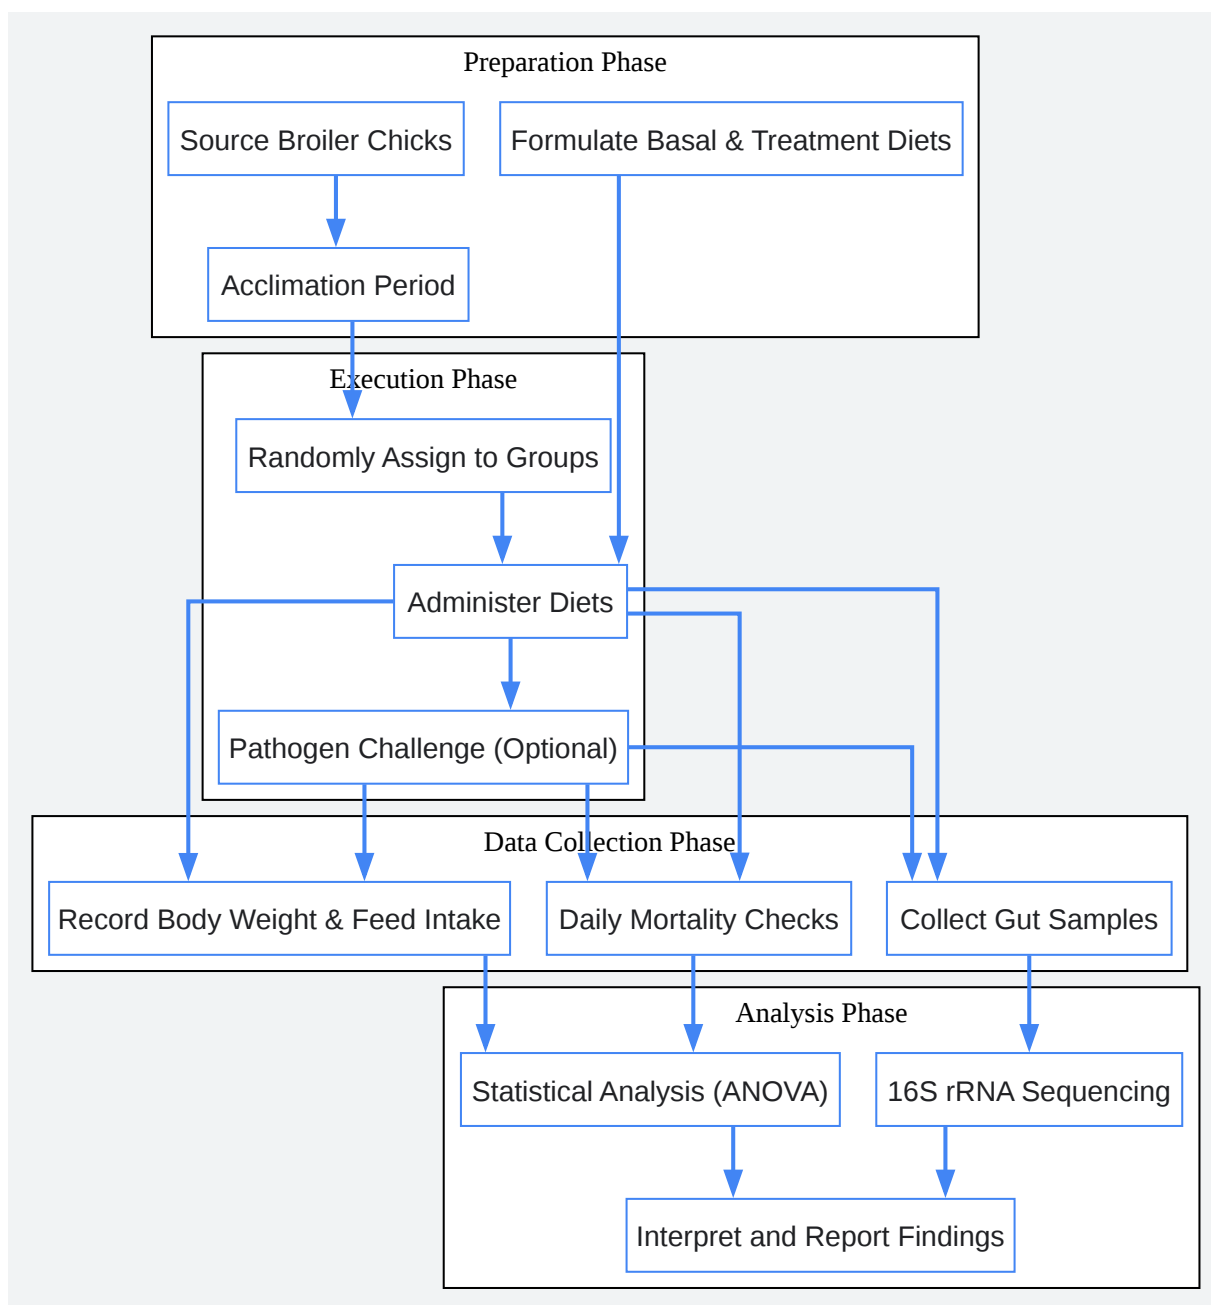 Preparation Phase
Source Broiler Chicks
Formulate Basal & Treatment Diets
Acclimation Period
Execution Phase
Randomly Assign to Groups
Administer Diets
Pathogen Challenge (Optional)
Data Collection Phase
Record Body Weight & Feed Intake
Daily Mortality Checks
Collect Gut Samples
Analysis Phase
Statistical Analysis (ANOVA)
16S rRNA Sequencing
Interpret and Report Findings